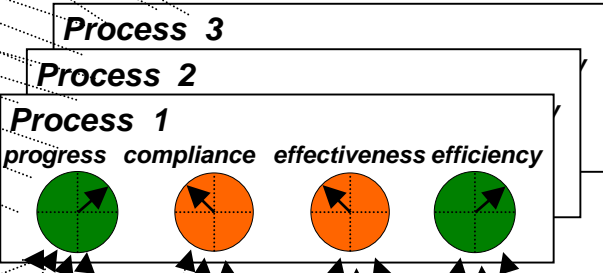 Process 3
Process 2
Process 1
progress compliance effectiveness efficiency